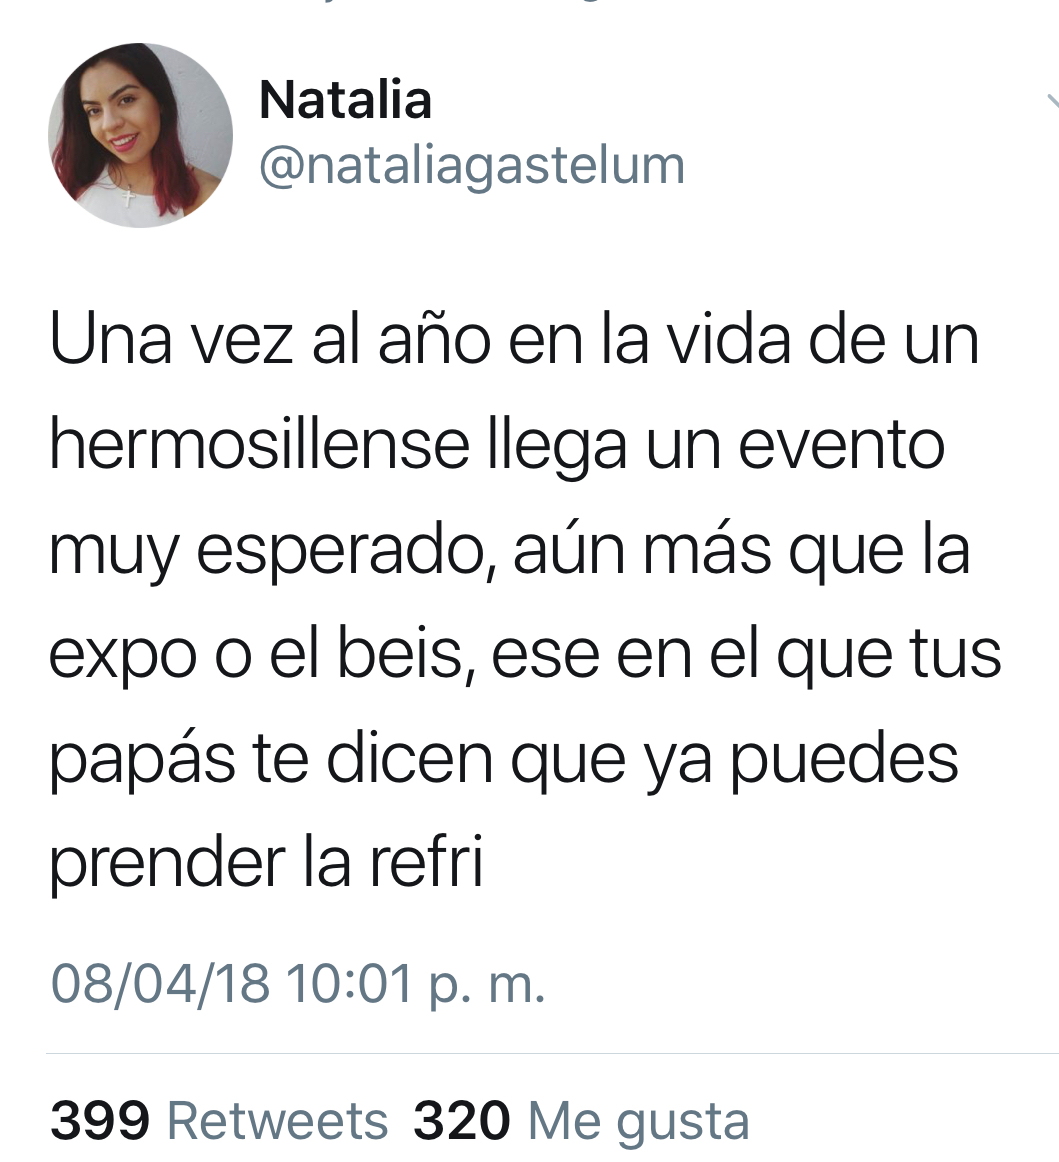 Natalia
@nataliagastelum
Una vez al año en la vida de un
hermosillense llega un evento
muy esperado, aún más que la
expo o el beis, ese en el que tus
papás te dicen que ya puedes
prender la refri
08/04/18 10:01 p. m.
399 Retweets 320 Me gusta